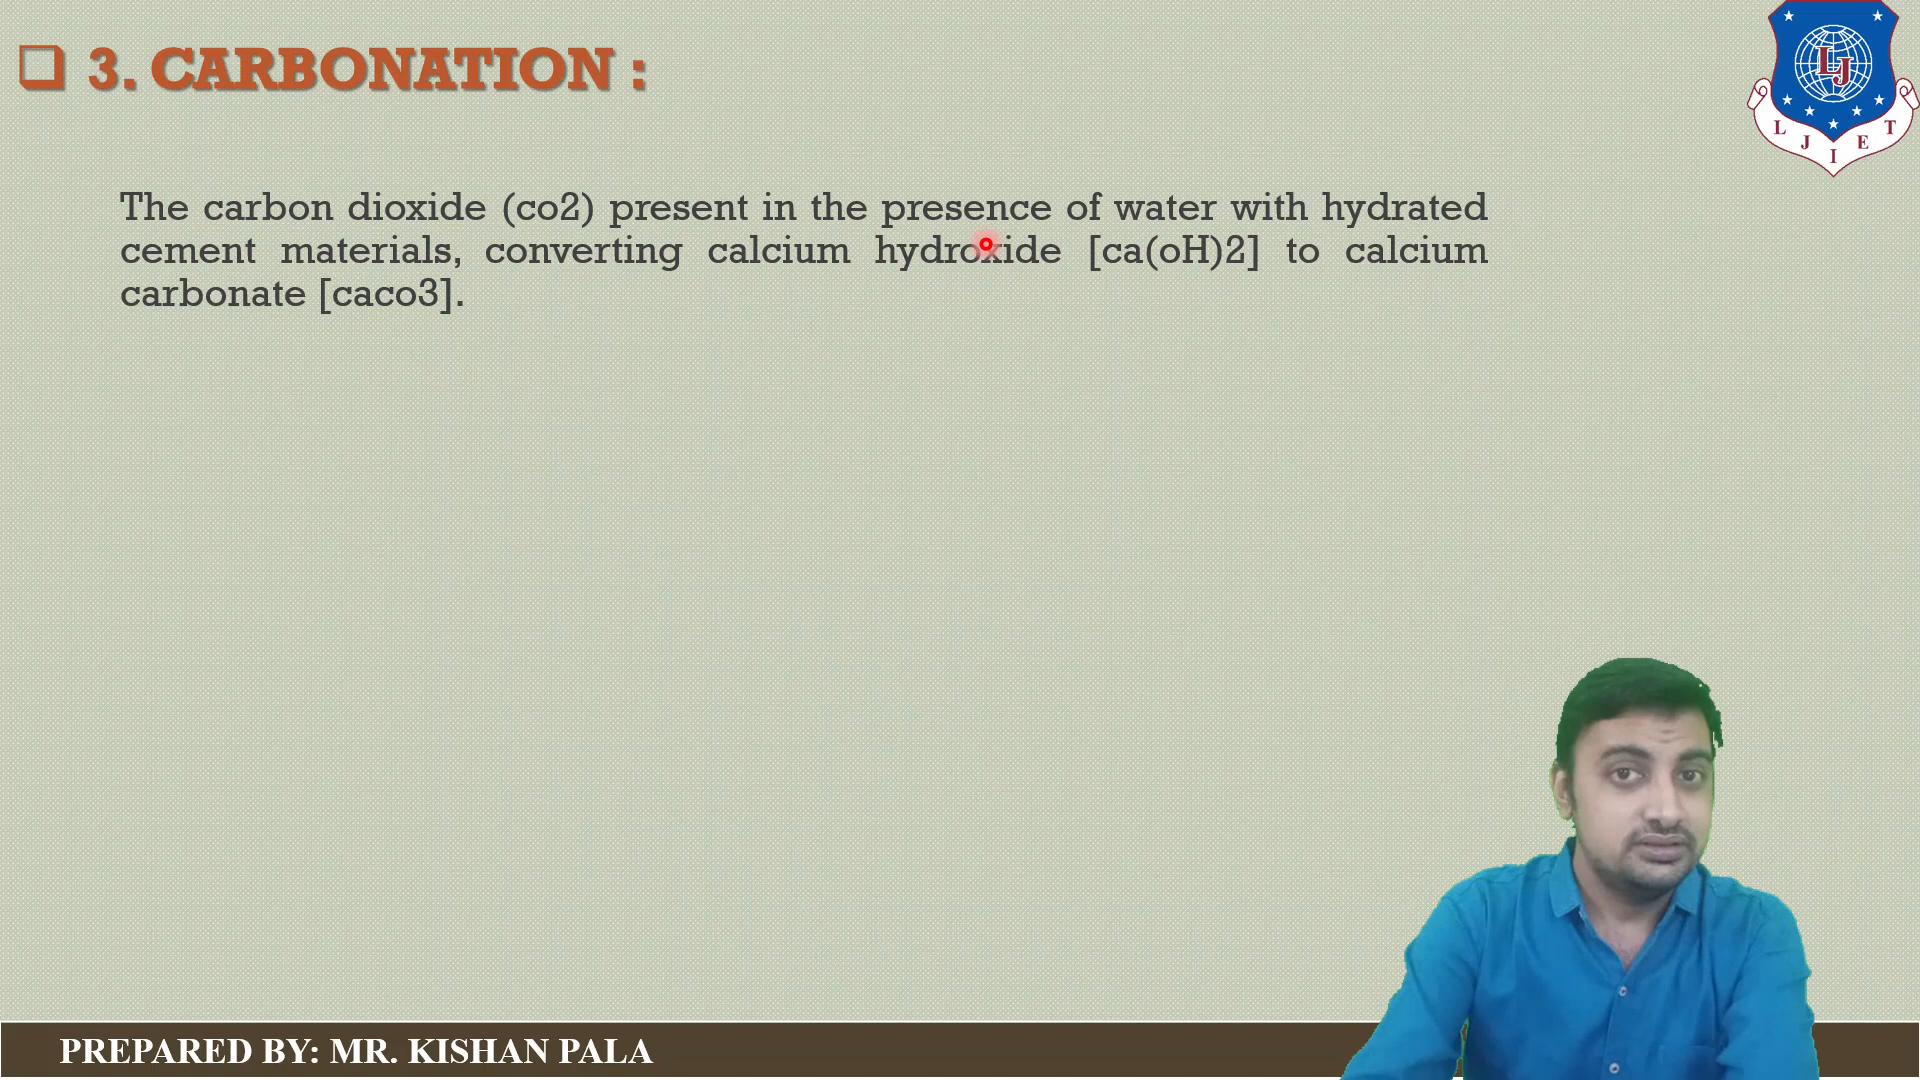 3. CARBONATION :
The carbon dioxide (co2) present in the presence of water with hydrated
cement materials, converting calcium hydroxide [ca(oH)2] to calcium
carbonate [caco3].
LJ
L J I E T
PREPARED BY: MR. KISHAN PALA